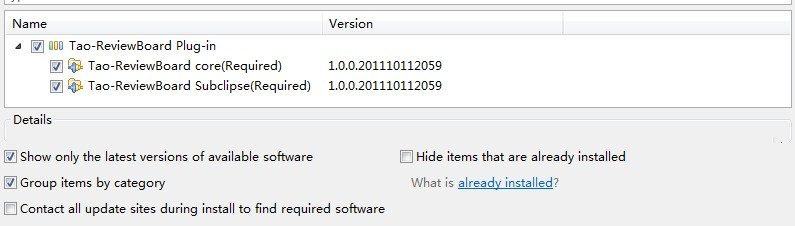 Name Version
Tao-ReviewBoard Plug-in
Tao-ReviewBoard core(Required) 1.0.0.201110112059
Tao-ReviewBoard Subclipse(Required) 1.0.0.201110112059
Details
Show only the latest versions of available software Hide items that are already installed
Group items by category What is already installed?
Contact all update sites during install to find required software